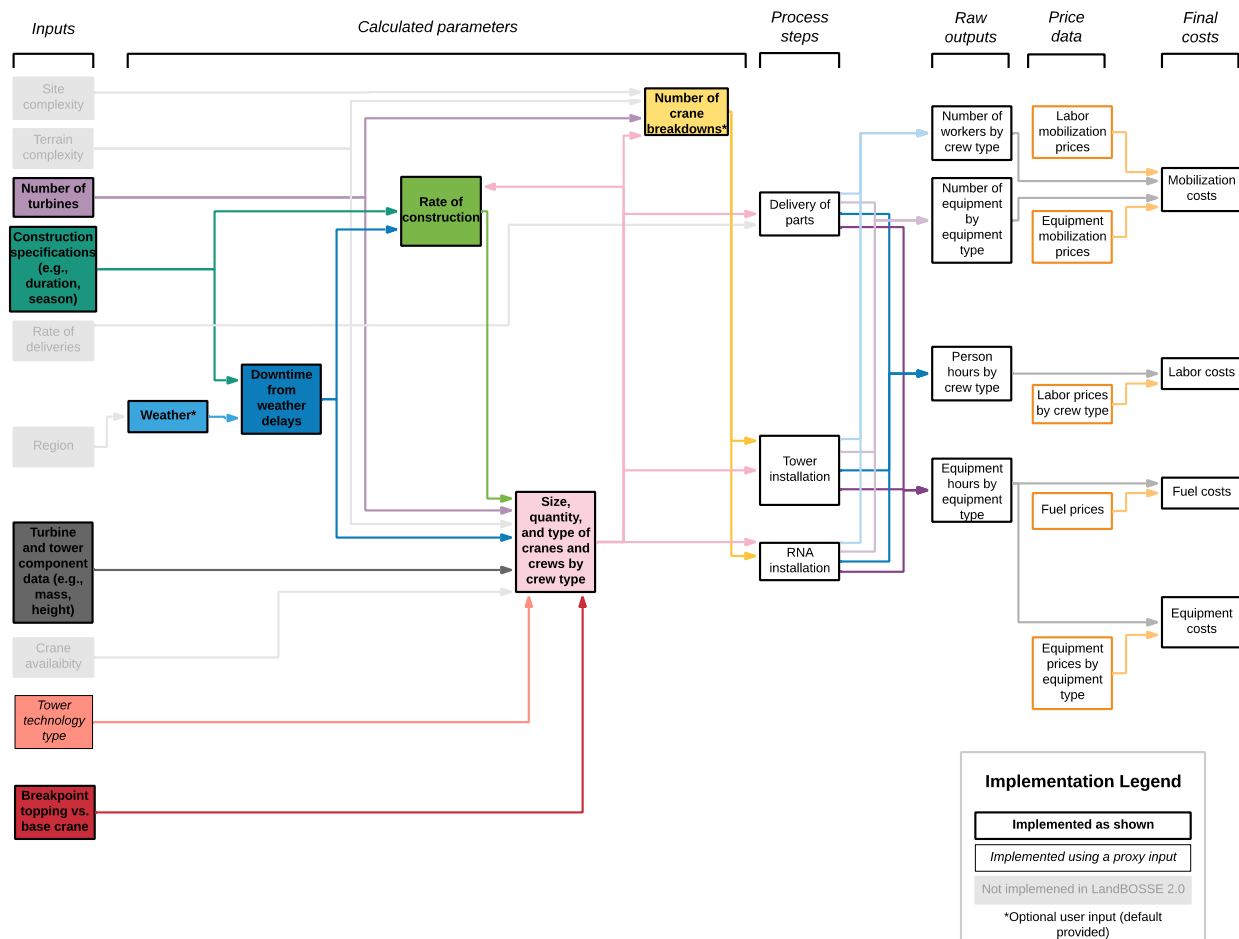 Inputs
Calculated parameters
Process
steps
Raw
outputs
Price
data
Final
costs
Site
complexity
Terrain
complexity
Number of
turbines
Construction
specifications
(e.g.,
duration,
season)
Rate of
deliveries
Region
Turbine
and tower
component
data (e.g.,
mass,
height)
Crane
availaibity
Tower
technology
type
Breakpoint
topping vs.
base crane
Weather*
Downtime
from
weather
delays
Rate of
construction
Size,
quantity,
and type of
cranes and
crews by
crew type
Number of
crane
breakdowns*
Delivery of
parts
Tower
installation
RNA
installation
Number of
workers by
crew type
Number of
equipment
by
equipment
type
Person
hours by
crew type
Equipment
hours by
equipment
type
Labor
mobilization
prices
Equipment
mobilization
prices
Labor prices
by crew type
Fuel prices
Equipment
prices by
equipment
type
Mobilization
costs
Labor costs
Fuel costs
Equipment
costs
Implementation Legend
Implemented as shown
Implemented using a proxy input
Not implemened in LandBOSSE 2.0
*Optional user input (default
provided)